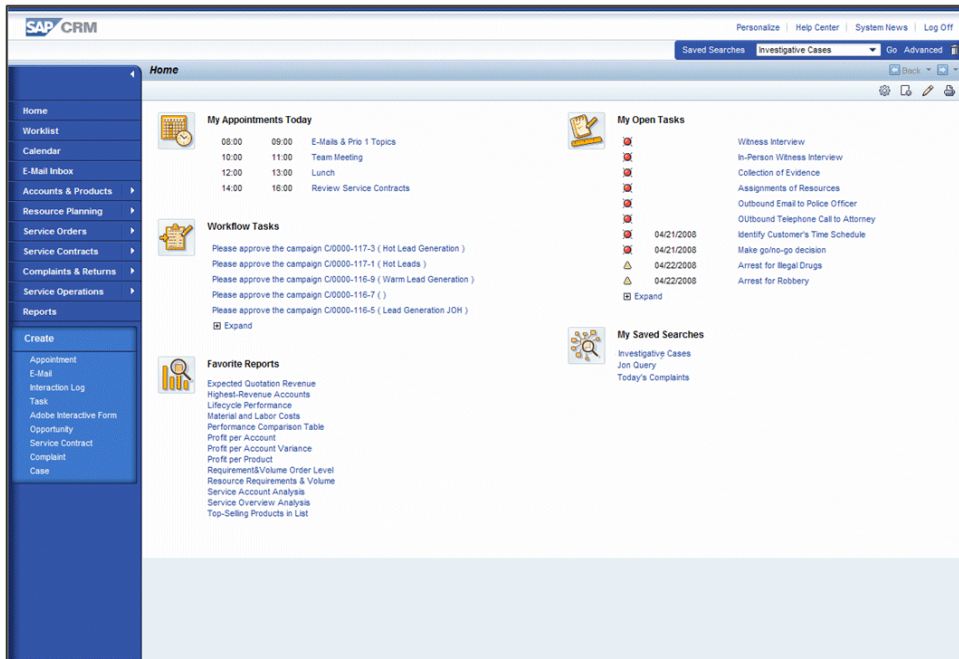 SAP CRM
Personalize | Help Center | System News | Log Off
Saved Searches Investigative Cases Go Advanced
Home
Back
Home
Worklist
Calendar
E-Mail Inbox
Accounts & Products
Resource Planning
Service Orders
Service Contracts
Complaints & Returns
Service Operations
Reports
Create
Appointment
E-Mail
Interaction Log
Task
Adobe Interactive Form
Opportunity
Service Contract
Complaint
Case
My Appointments Today
08:00 09:00 E-Mails & Prio 1 Topics
10:00 11:00 Team Meeting
12:00 13:00 Lunch
14:00 16:00 Review Service Contracts
Workflow Tasks
Please approve the campaign C/0000-117-3 ( Hot Lead Generation )
Please approve the campaign C/0000-117-1 ( Hot Leads )
Please approve the campaign C/0000-116-9 ( Warm Lead Generation )
Please approve the campaign C/0000-116-7 ( )
Please approve the campaign C/0000-116-5 ( Lead Generation JOH )
Expand
Favorite Reports
Expected Quotation Revenue
Highest-Revenue Accounts
Lifecycle Performance
Material and Labor Costs
Performance Comparison Table
Profit per Account
Profit per Account Variance
Profit per Product
Requirement&Volume Order Level
Resource Requirements & Volume
Service Account Analysis
Service Overview Analysis
Top-Selling Products in List
My Open Tasks
Witness Interview
In-Person Witness Interview
Collection of Evidence
Assignments of Resources
Outbound Email to Police Officer
OUtbound Telephone Call to Attorney
04/21/2008 Identify Customer's Time Schedule
04/21/2008 Make go/no-go decision
04/22/2008 Arrest for Illegal Drugs
04/22/2008 Arrest for Robbery
Expand
My Saved Searches
Investigative Cases
Jon Query
Today's Complaints